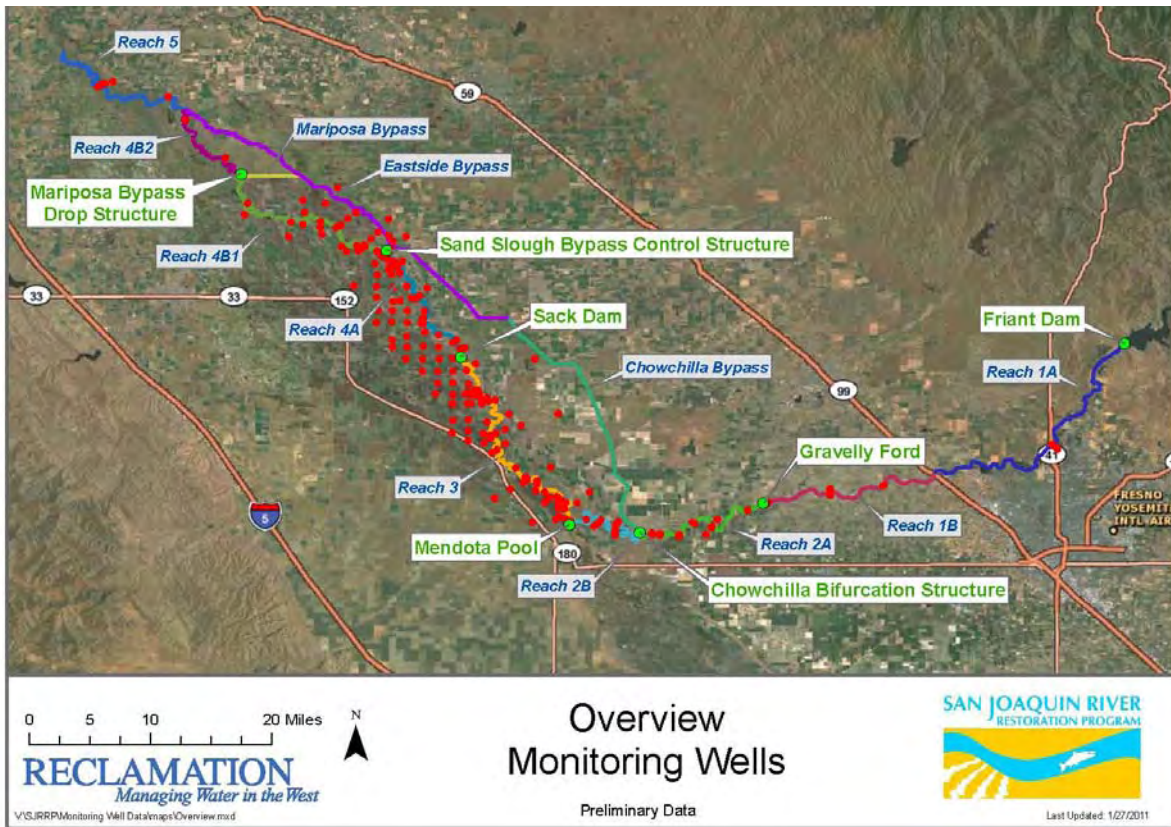 Reach 5
59
Mariposa Bypass
Reach 4B2
Eastside Bypass
Mariposa Bypass
Drop Structure
Sand Slough Bypass Control Structure
Reach 4B1
33
33
152
Sack Dam
Friant Dam
Reach 4A
Chowchilla Bypass
Reach 1A
99
Gravelly Ford
41
Reach 3
5
FRESNO
YOSEMITE
INTL-AIR
Reach 1B
Mendota Pool
Reach 2A
180
Reach 2B
Chowchilla Bifurcation Structure
0 5 10 20 Miles
N
RECLAMATION
Managing Water in the West
V:\SJRRP\Monitoring Well Data\maps\Overview.mxd
Overview
Monitoring Wells
Preliminary Data
SAN JOAQUIN RIVER
RESTORATION PROGRAM
Last Updated: 1/27/2011